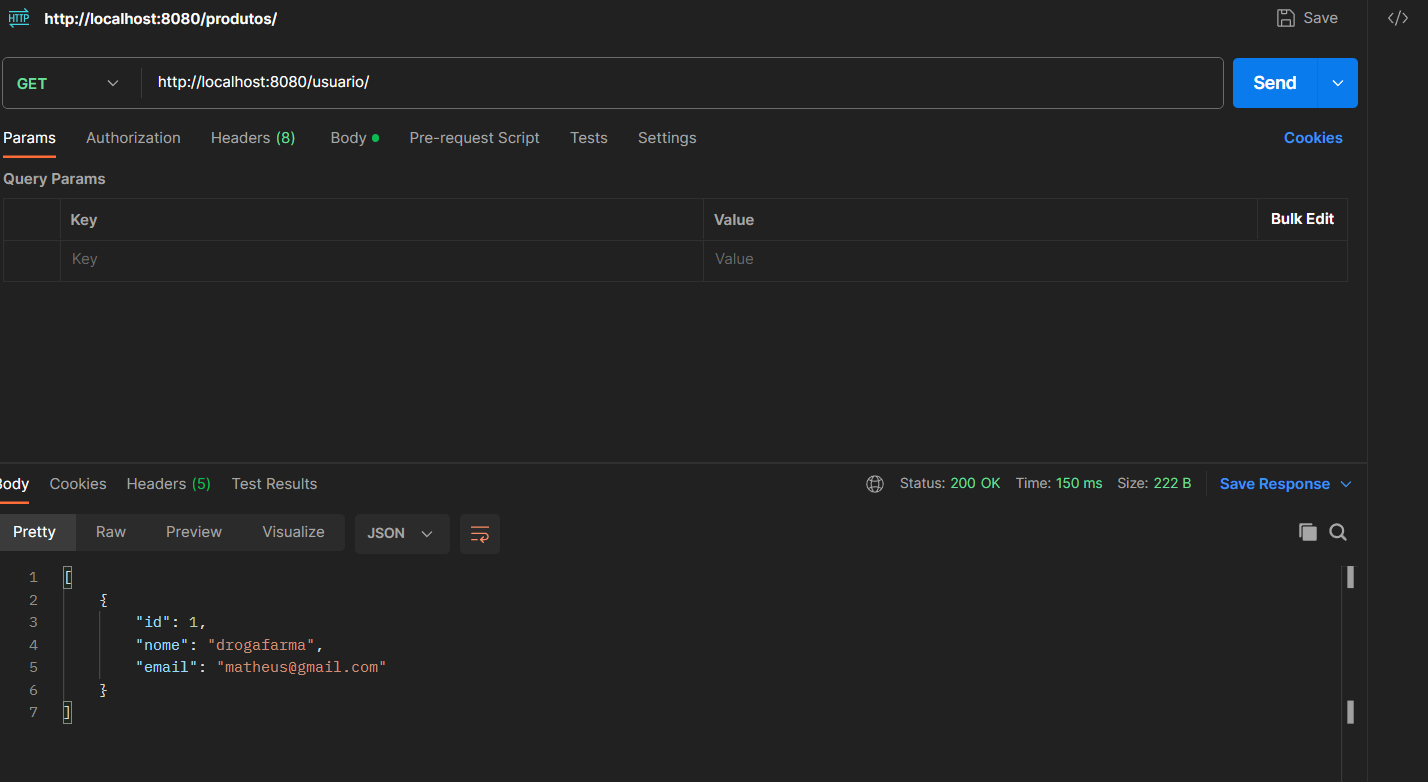 HTTP http://localhost:8080/produtos/ Save </>
GET http://localhost:8080/usuario/ Send
Params Authorization Headers (8) Body Pre-request Script Tests Settings Cookies
Query Params
Key Value Bulk Edit
Key Value
Body Cookies Headers (5) Test Results Status: 200 OK Time: 150 ms Size: 222 B Save Response
Pretty Raw Preview Visualize JSON
1 [
2 {
3 "id": 1,
4 "nome": "drogafarma",
5 "email": "matheus@gmail.com"
6 }
7 ]